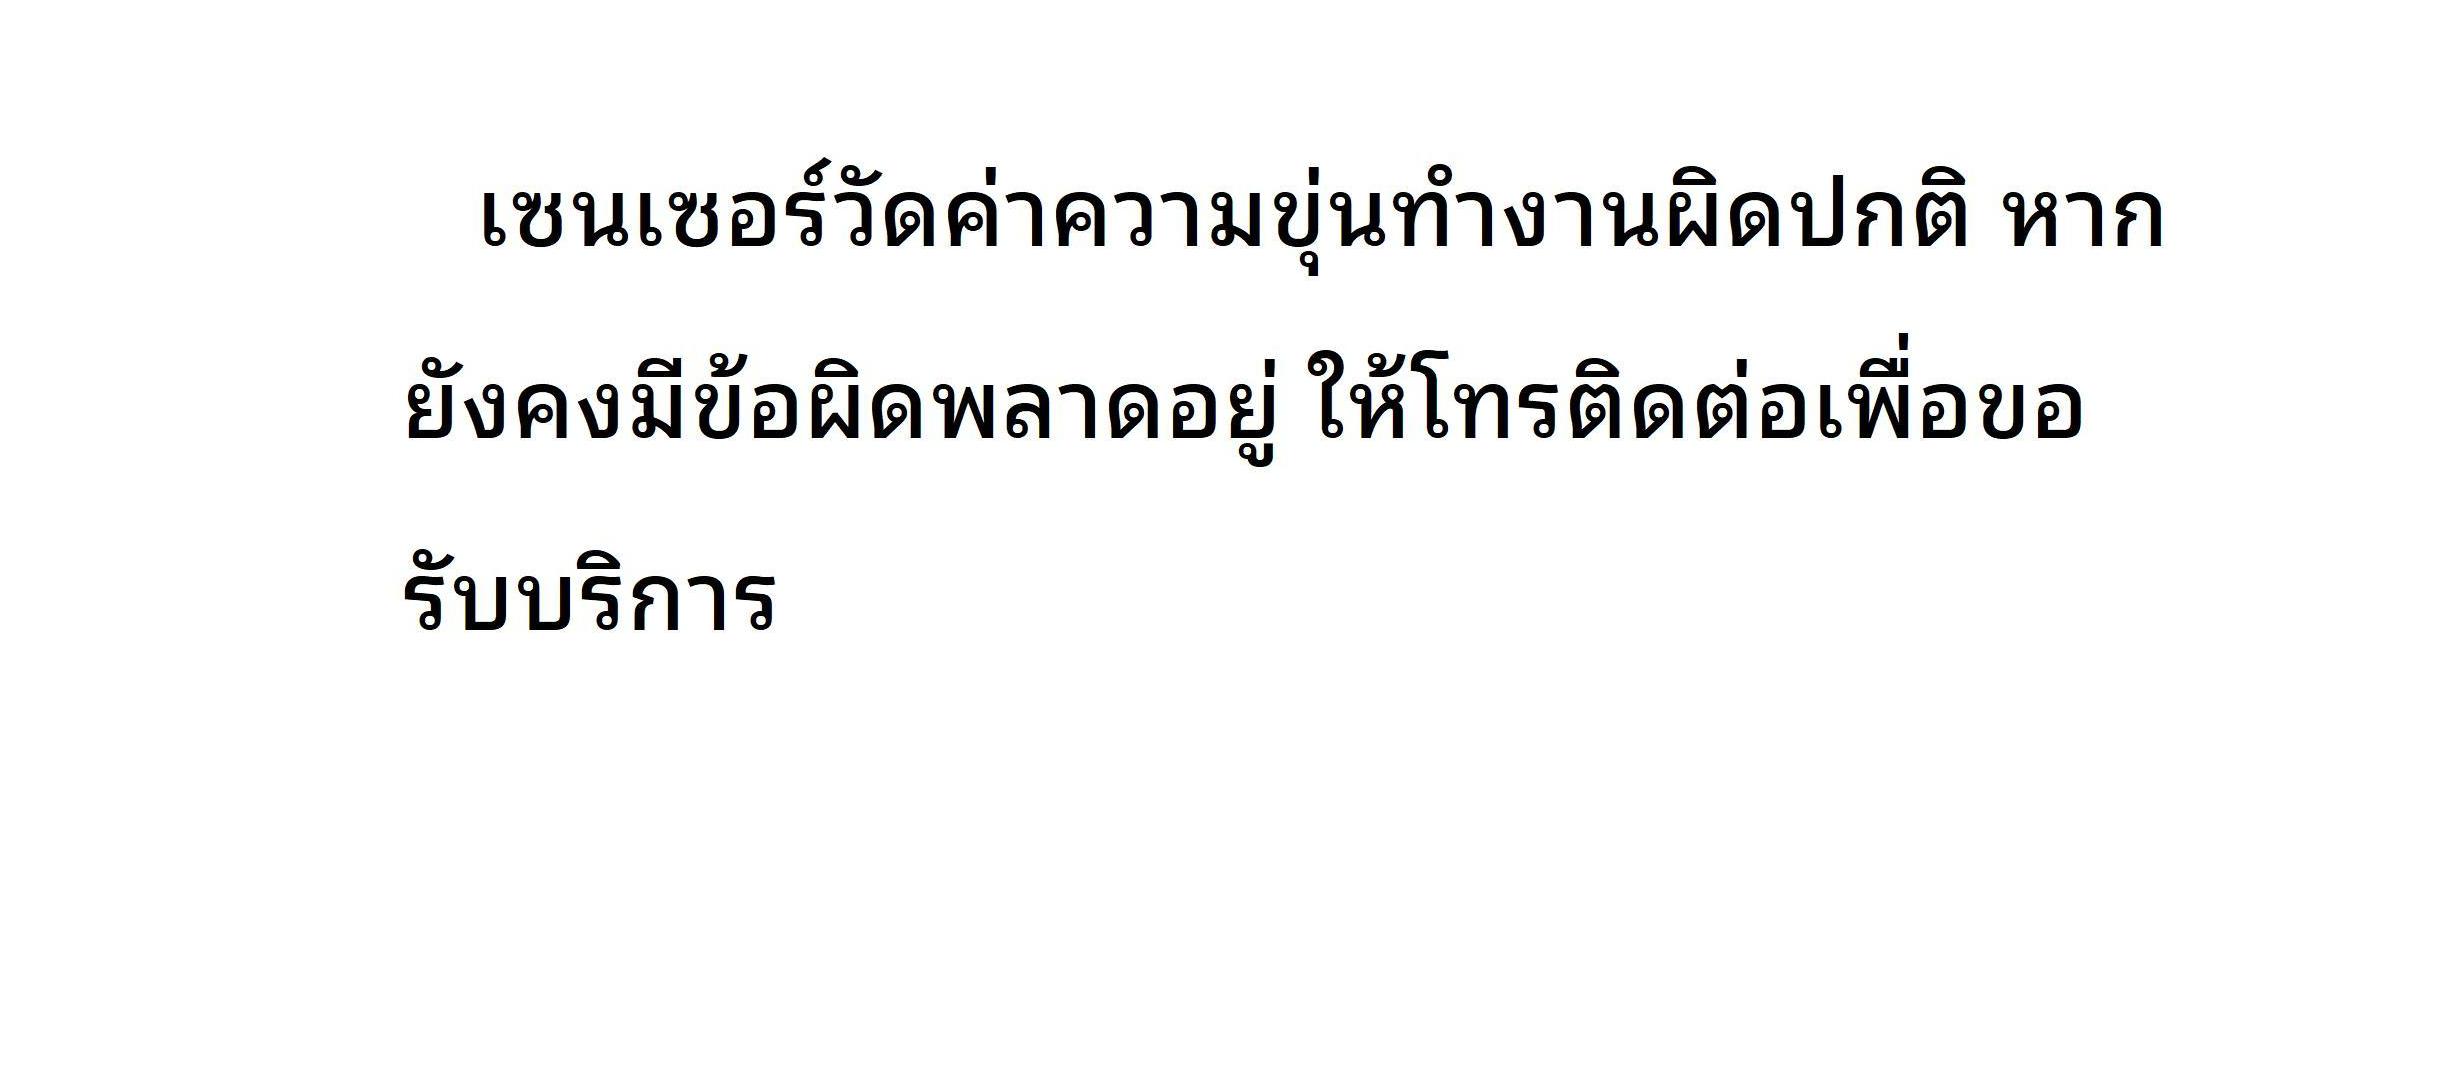 เซนเซอร์วัดค่าความขุ่นทำงานผิดปกติ หาก
ยังคงมีข้อผิดพลาดอยู่ ให้โทรติดต่อเพื่อขอ
รับบริการ